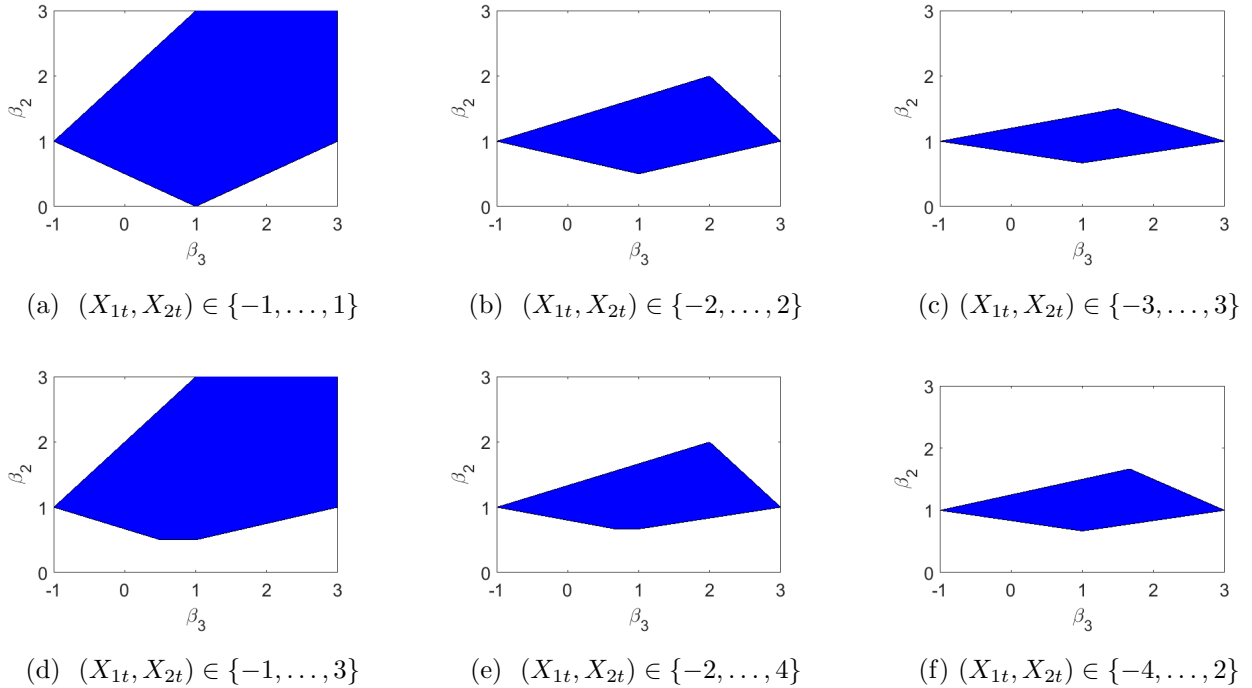 3
2
1
0
β₂
-1 0 1 2 3
β₃
(a) (X₁ₜ, X₂ₜ) ∈ {−1, …, 1}
3
2
1
0
β₂
-1 0 1 2 3
β₃
(b) (X₁ₜ, X₂ₜ) ∈ {−2, …, 2}
3
2
1
0
β₂
-1 0 1 2 3
β₃
(c) (X₁ₜ, X₂ₜ) ∈ {−3, …, 3}
3
2
1
0
β₂
-1 0 1 2 3
β₃
(d) (X₁ₜ, X₂ₜ) ∈ {−1, …, 3}
3
2
1
0
β₂
-1 0 1 2 3
β₃
(e) (X₁ₜ, X₂ₜ) ∈ {−2, …, 4}
3
2
1
0
β₂
-1 0 1 2 3
β₃
(f) (X₁ₜ, X₂ₜ) ∈ {−4, …, 2}